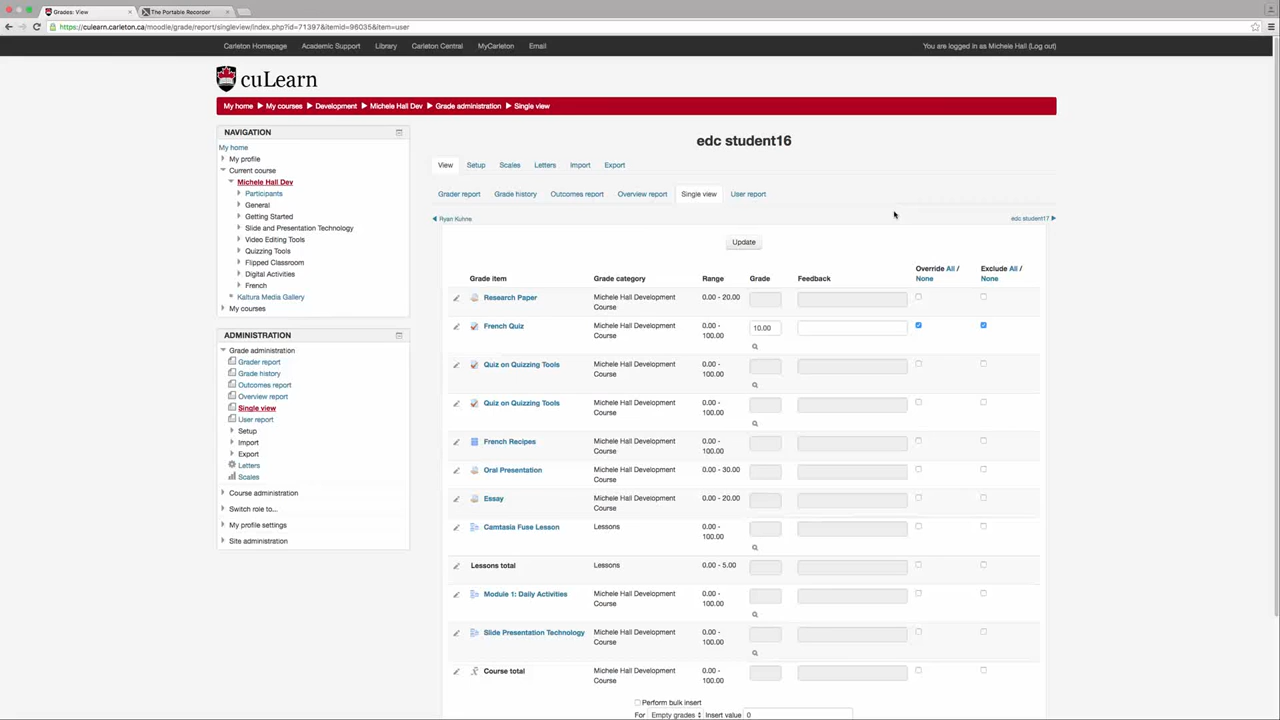 Grades: View
The Portable Recorder
https://culearn.carleton.ca/moodle/grade/report/singleview/index.php?id=71397&itemid=96035&item=user
Carleton Homepage Academic Support Library Carleton Central MyCarleton Email
You are logged in as Michele Hall (Log out)
cuLearn
My home My courses Development Michele Hall Dev Grade administration Single view
NAVIGATION
My home
My profile
Current course
Michele Hall Dev
Participants
General
Getting Started
Slide and Presentation Technology
Video Editing Tools
Quizzing Tools
Flipped Classroom
Digital Activities
French
Kaltura Media Gallery
My courses
ADMINISTRATION
Grade administration
Grader report
Grade history
Outcomes report
Overview report
Single view
User report
Setup
Import
Export
Letters
Scales
Course administration
Switch role to...
My profile settings
Site administration
edc student16
View Setup Scales Letters Import Export
Grader report Grade history Outcomes report Overview report Single view User report
Ryan Kuhne edc student17
Update
Override All / Exclude All /
Grade item Grade category Range Grade Feedback None None
Research Paper Michele Hall Development 0.00 - 20.00
Course
French Quiz Michele Hall Development 0.00 - 10.00
Course 100.00
Quiz on Quizzing Tools Michele Hall Development 0.00 -
Course 100.00
Quiz on Quizzing Tools Michele Hall Development 0.00 -
Course 100.00
French Recipes Michele Hall Development 0.00 -
Course 100.00
Oral Presentation Michele Hall Development 0.00 - 30.00
Course
Essay Michele Hall Development 0.00 - 20.00
Course
Camtasia Fuse Lesson Lessons 0.00 -
100.00
Lessons total Lessons 0.00 - 5.00
Module 1: Daily Activities Michele Hall Development 0.00 -
Course 100.00
Slide Presentation Technology Michele Hall Development 0.00 -
Course 100.00
Course total Michele Hall Development 0.00 -
Course 100.00
Perform bulk insert
For Empty grades Insert value 0